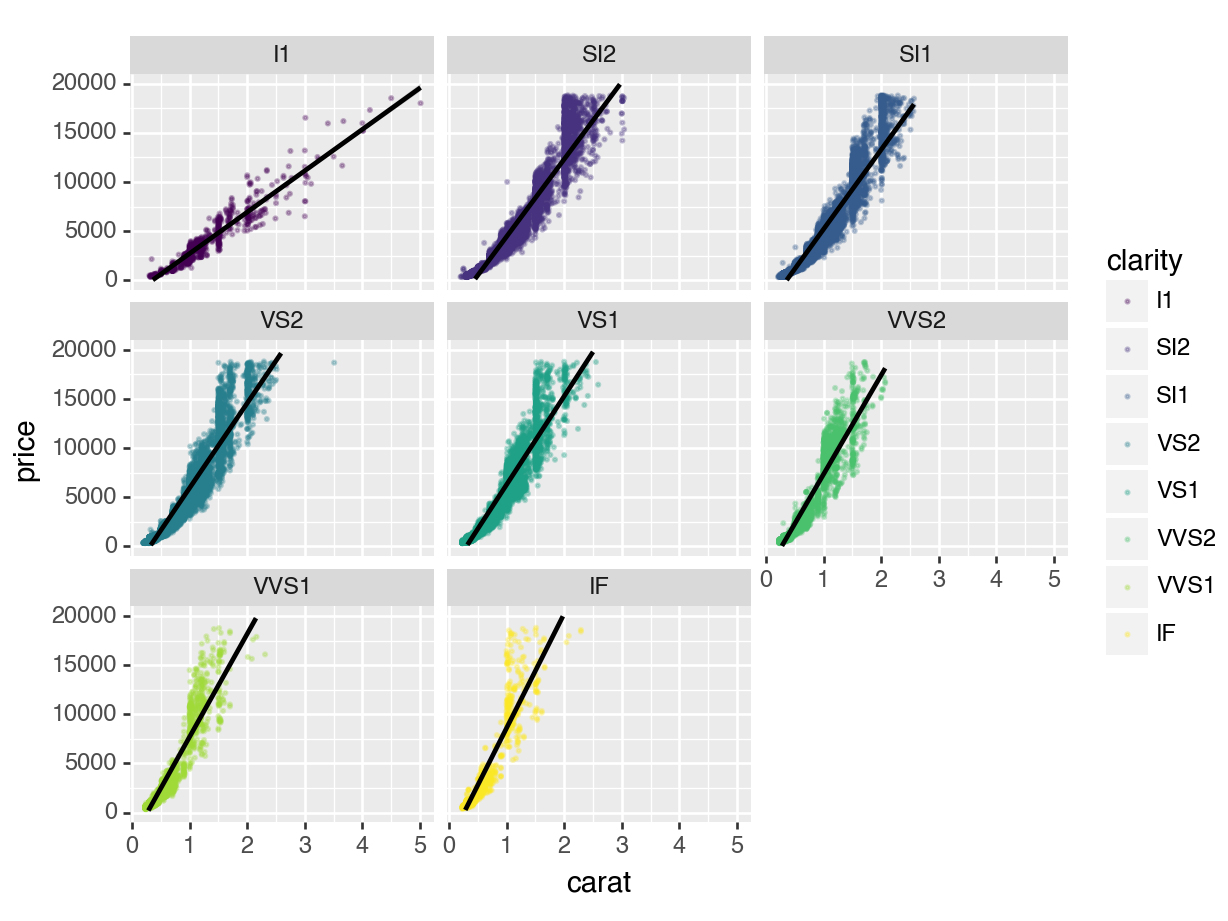 I1 SI2 SI1
20000
15000
10000
5000
0
VS2 VS1 VVS2
20000
15000
10000
5000
0
0 1 2 3 4 5
VVS1 IF
20000
15000
10000
5000
0
0 1 2 3 4 5 0 1 2 3 4 5
carat
price
clarity
I1
SI2
SI1
VS2
VS1
VVS2
VVS1
IF